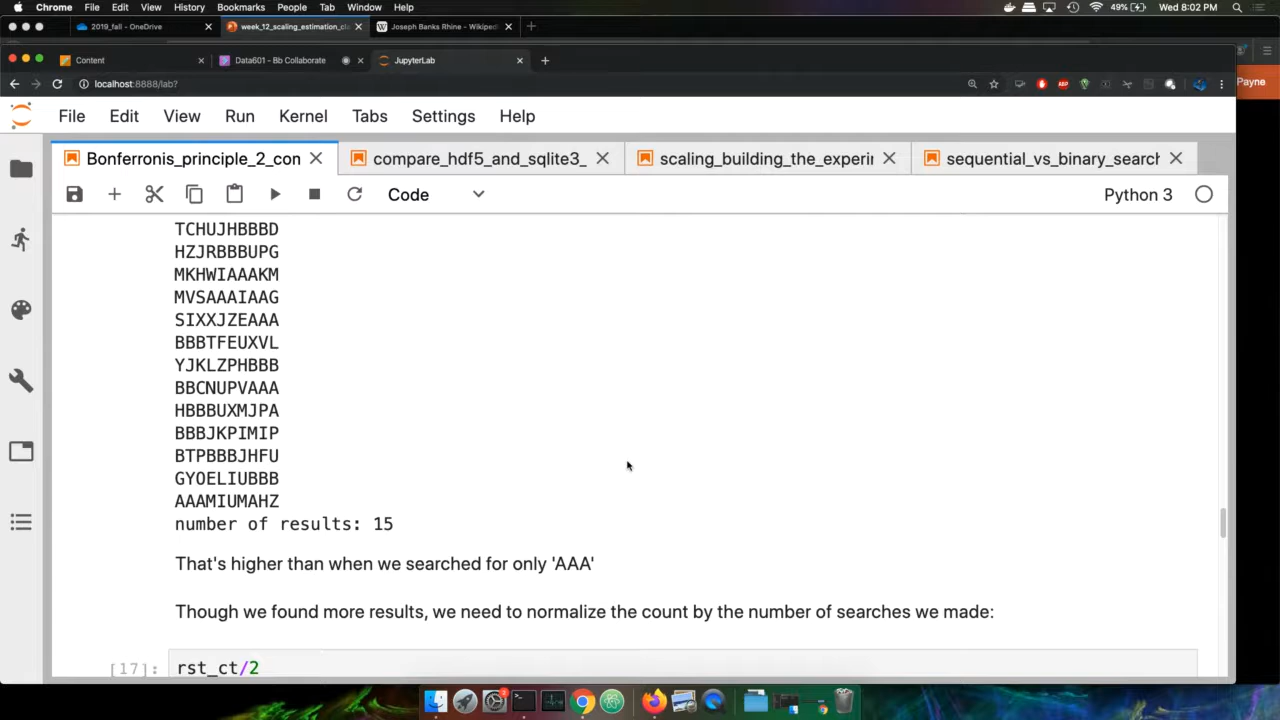 Chrome File Edit View History Bookmarks People Tab Window Help 49% Wed 8:02 PM
2019_fall - OneDrive week_12_scaling_estimation_cl Joseph Banks Rhine - Wikiped
Content Data601 - Bb Collaborate JupyterLab
localhost:8888/lab?
Payne
File Edit View Run Kernel Tabs Settings Help
Bonferronis_principle_2_con compare_hdf5_and_sqlite3_ scaling_building_the_experi sequential_vs_binary_search
Code Python 3
TCHUJHBBBD
HZJRBBBUPG
MKHWIAAAKM
MVSAAAIAAG
SIXXJZEAAA
BBBTFEUXVL
YJKLZPHBBB
BBCNUPVAAA
HBBBUXMJPA
BBBJKPIMIP
BTPBBBJHFU
GYOELIUBBB
AAAMIUMAHZ
number of results: 15
That's higher than when we searched for only 'AAA'
Though we found more results, we need to normalize the count by the number of searches we made:
[17]: rst_ct/2